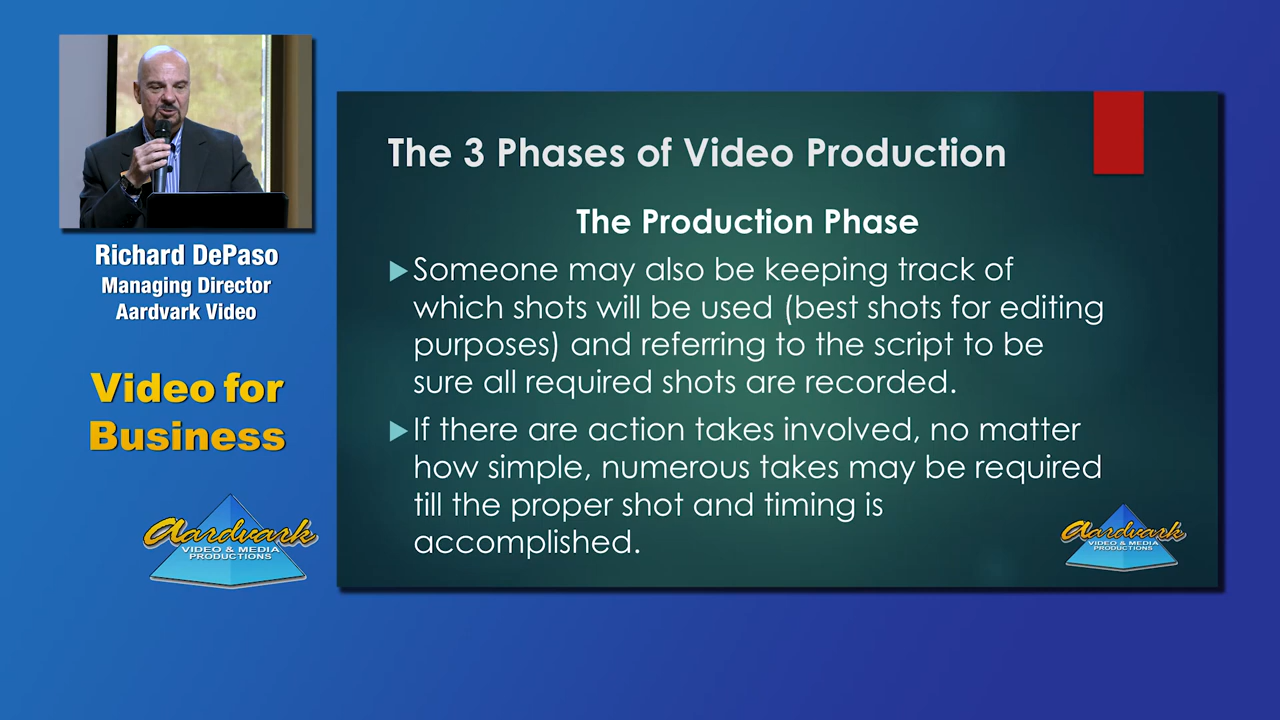 Richard DePaso
Managing Director
Aardvark Video
Video for
Business
Aardvark
VIDEO & MEDIA
PRODUCTIONS
The 3 Phases of Video Production
The Production Phase
Someone may also be keeping track of
which shots will be used (best shots for editing
purposes) and referring to the script to be
sure all required shots are recorded.
If there are action takes involved, no matter
how simple, numerous takes may be required
till the proper shot and timing is
accomplished.
Aardvark
VIDEO & MEDIA
PRODUCTIONS